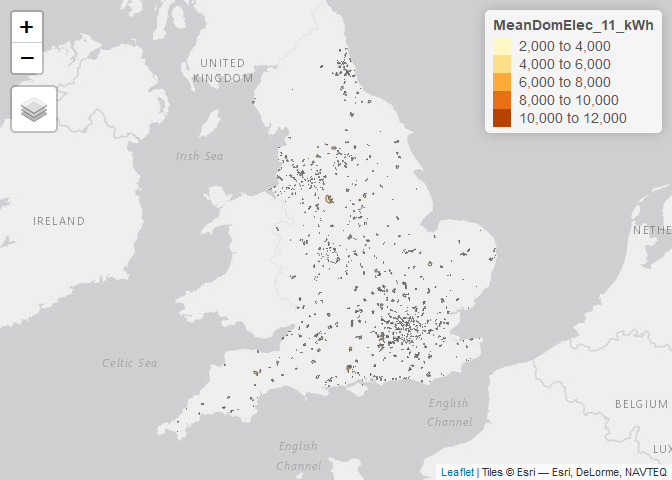 +
−
MeanDomElec_11_kWh
2,000 to 4,000
4,000 to 6,000
6,000 to 8,000
8,000 to 10,000
10,000 to 12,000
UNITED
KINGDOM
Irish Sea
IRELAND
NETHE
Celtic Sea
English
Channel
BELGIUM
English
Channel
LUX
Leaflet | Tiles © Esri — Esri, DeLorme, NAVTEQ